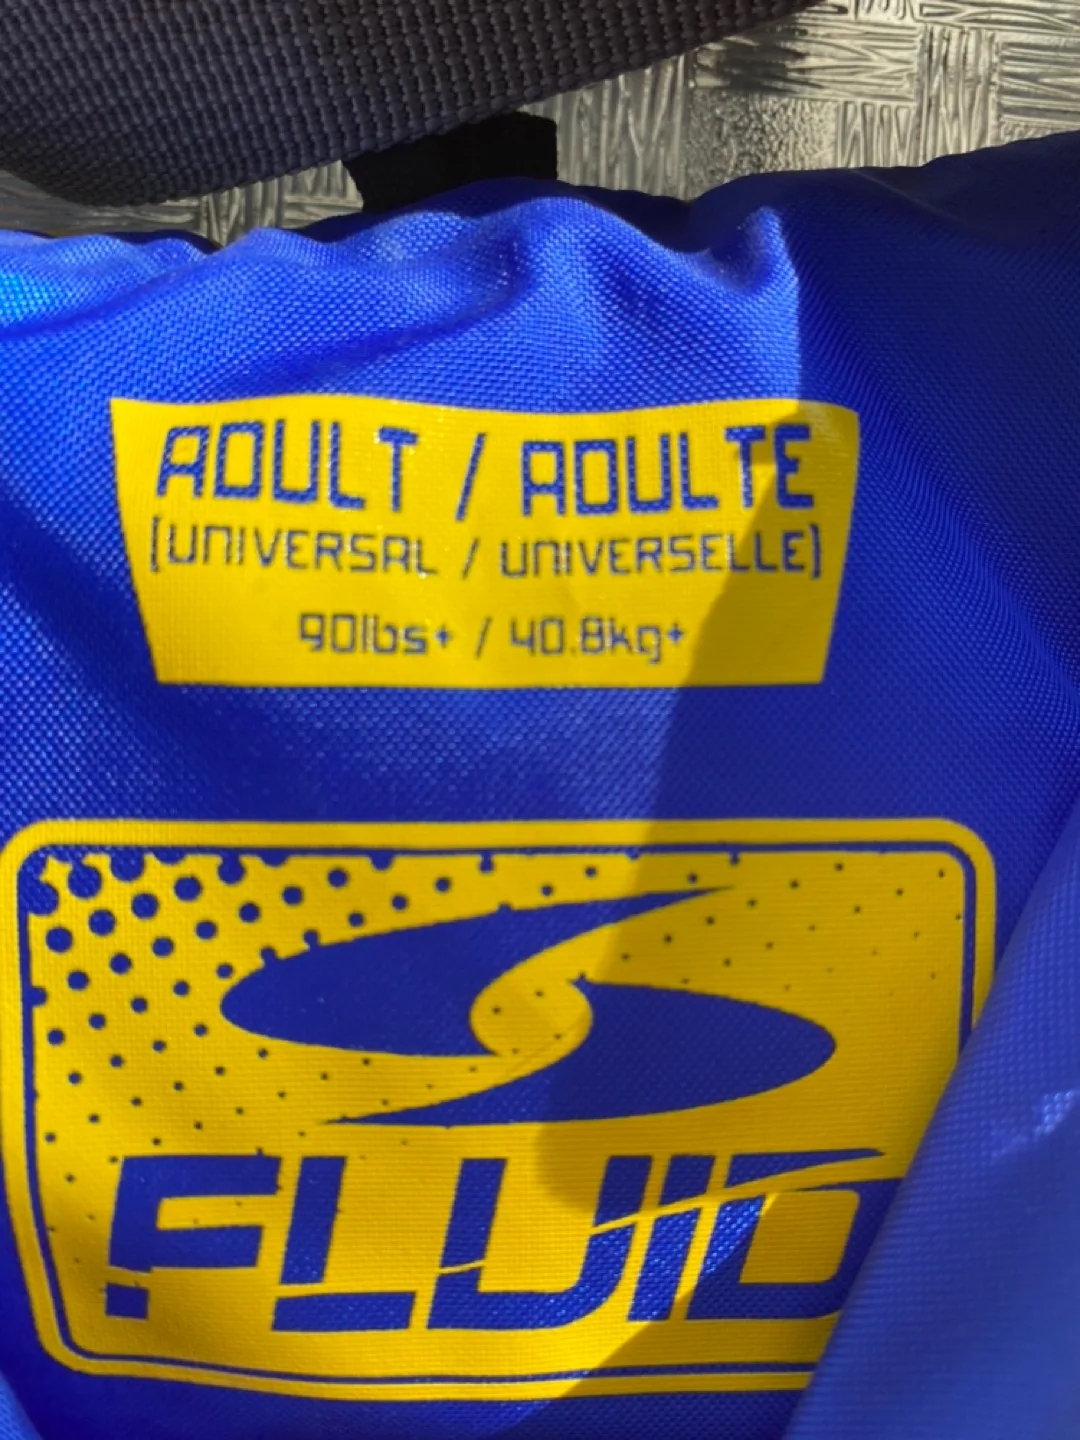 ADULT / ADULTE
(UNIVERSAL / UNIVERSELLE)
90lbs+ / 40.8kg+
FLUID